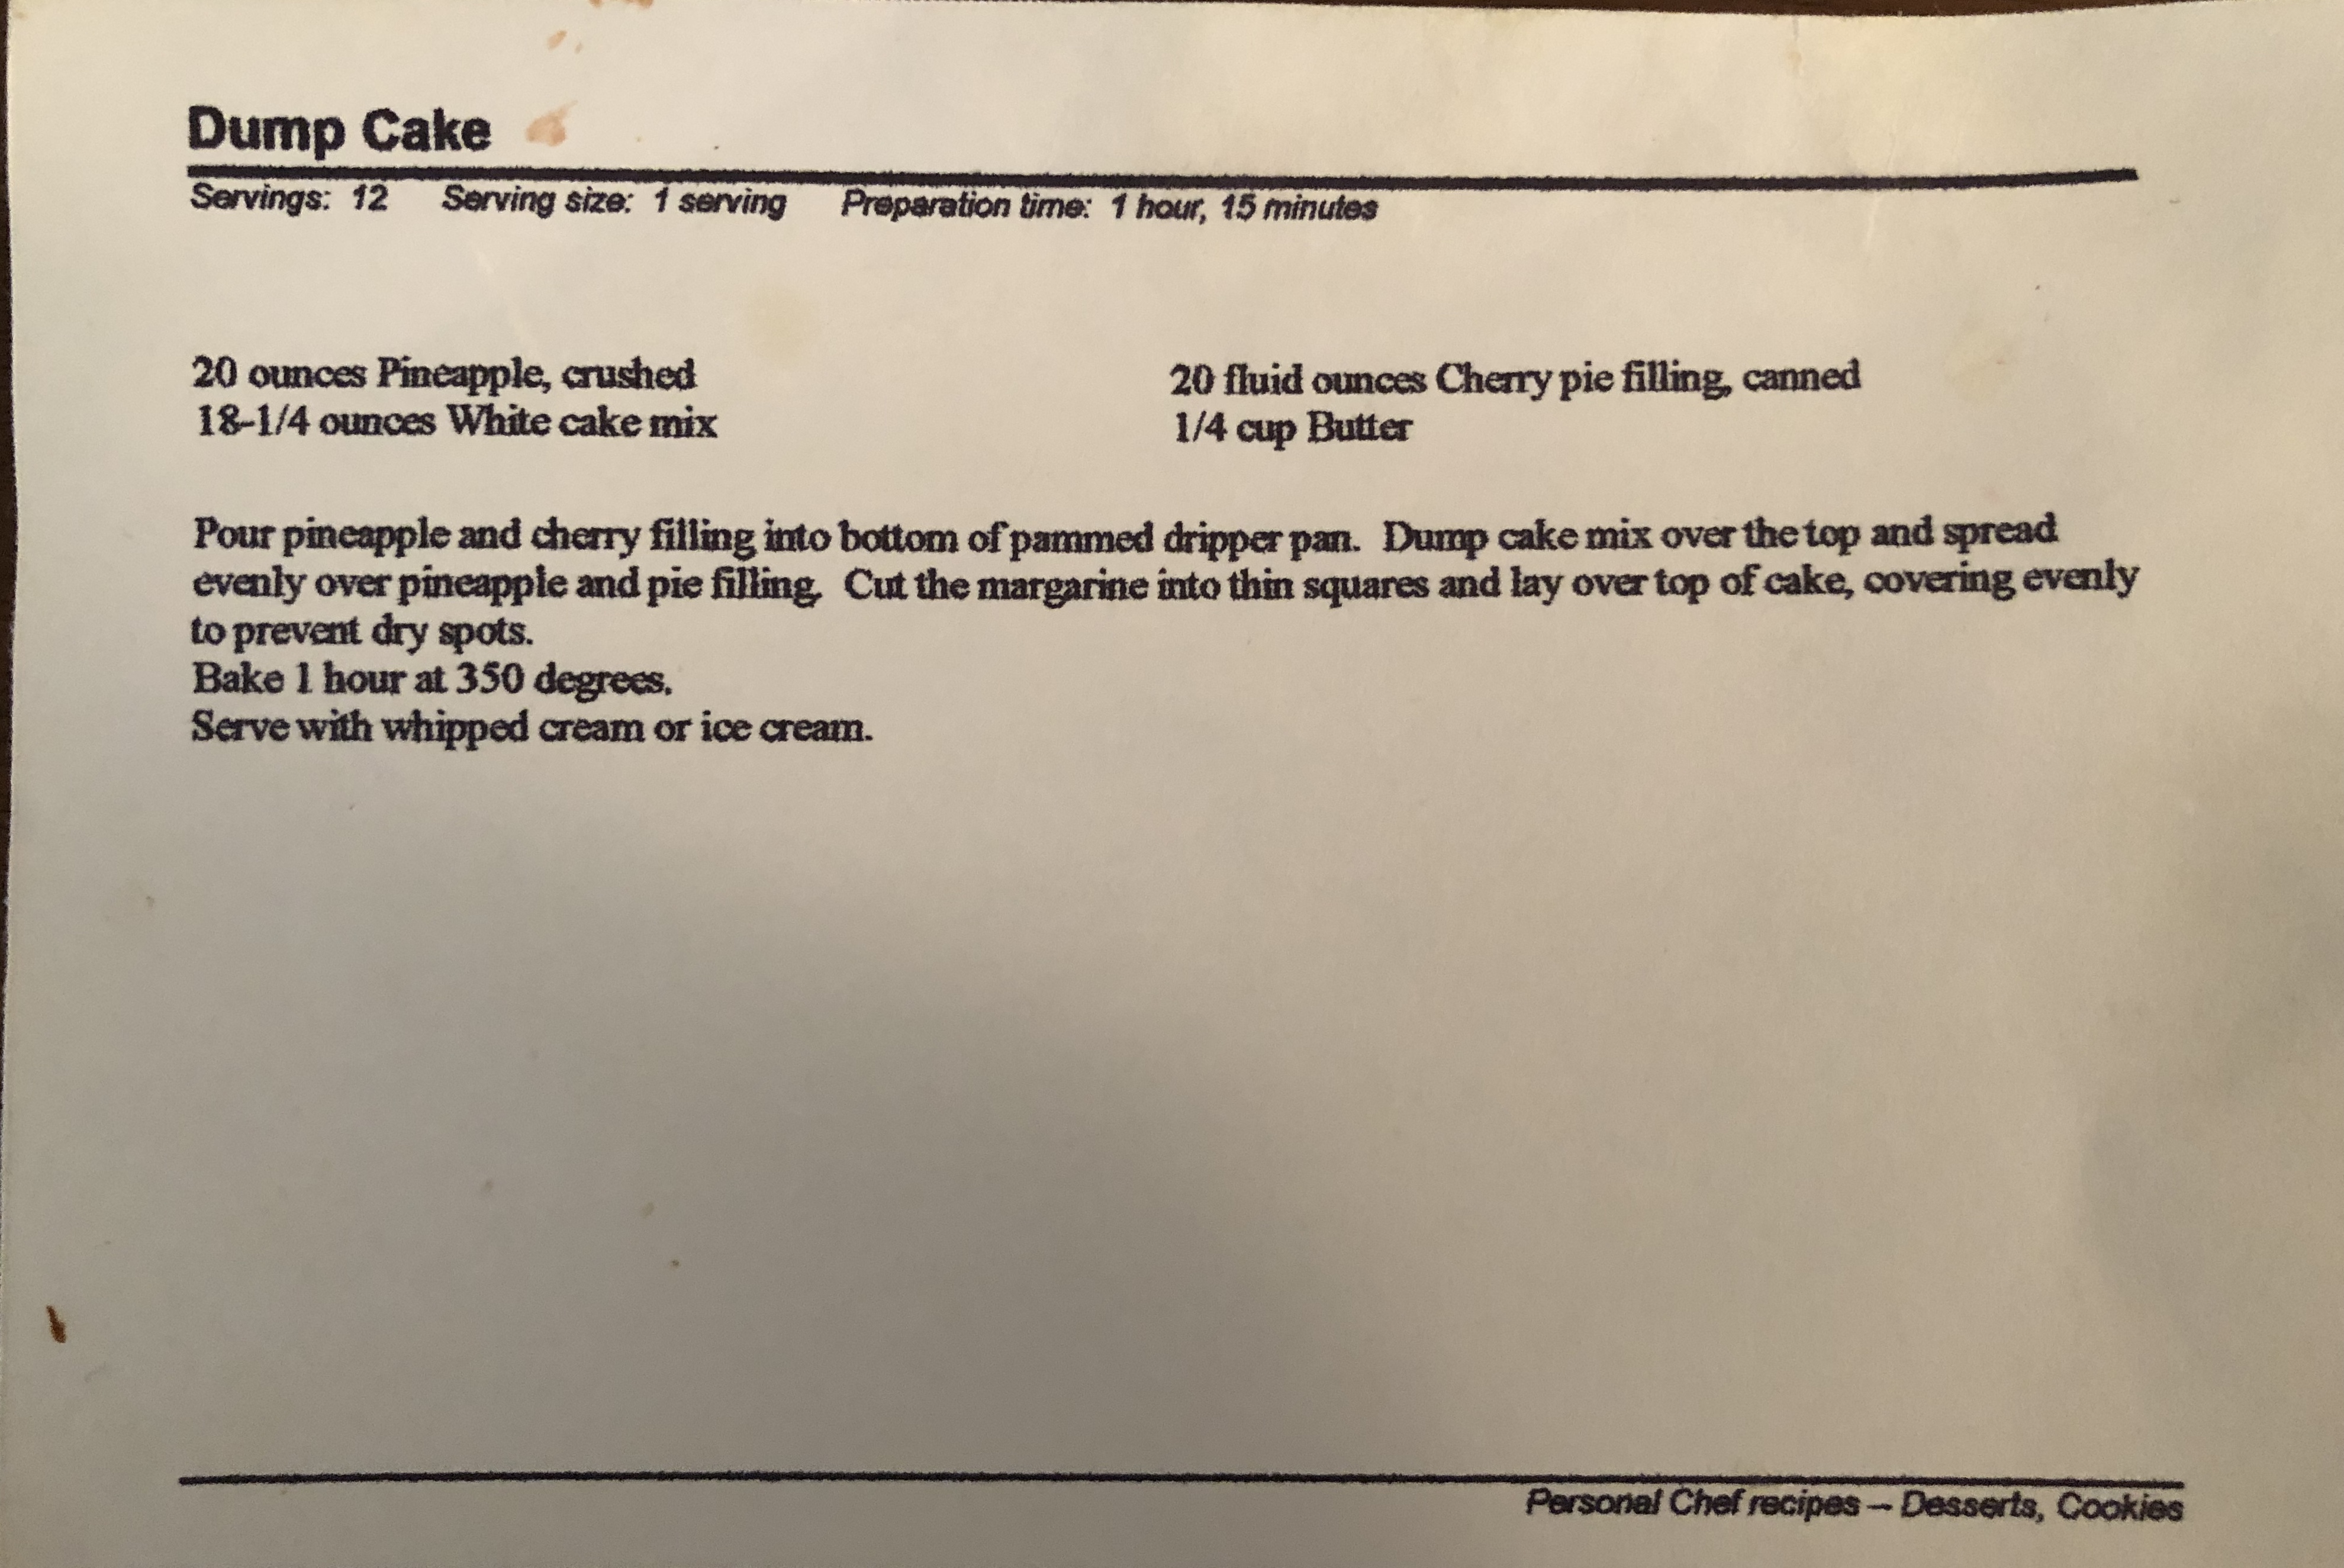 Dump Cake
Servings: 12 Serving size: 1 serving Preparation time: 1 hour, 15 minutes
20 ounces Pineapple, crushed
18-1/4 ounces White cake mix
20 fluid ounces Cherry pie filling, canned
1/4 cup Butter
Pour pineapple and cherry filling into bottom of pammed dripper pan. Dump cake mix over the top and spread
evenly over pineapple and pie filling. Cut the margarine into thin squares and lay over top of cake, covering evenly
to prevent dry spots.
Bake 1 hour at 350 degrees.
Serve with whipped cream or ice cream.
Personal Chef recipes -- Desserts, Cookies